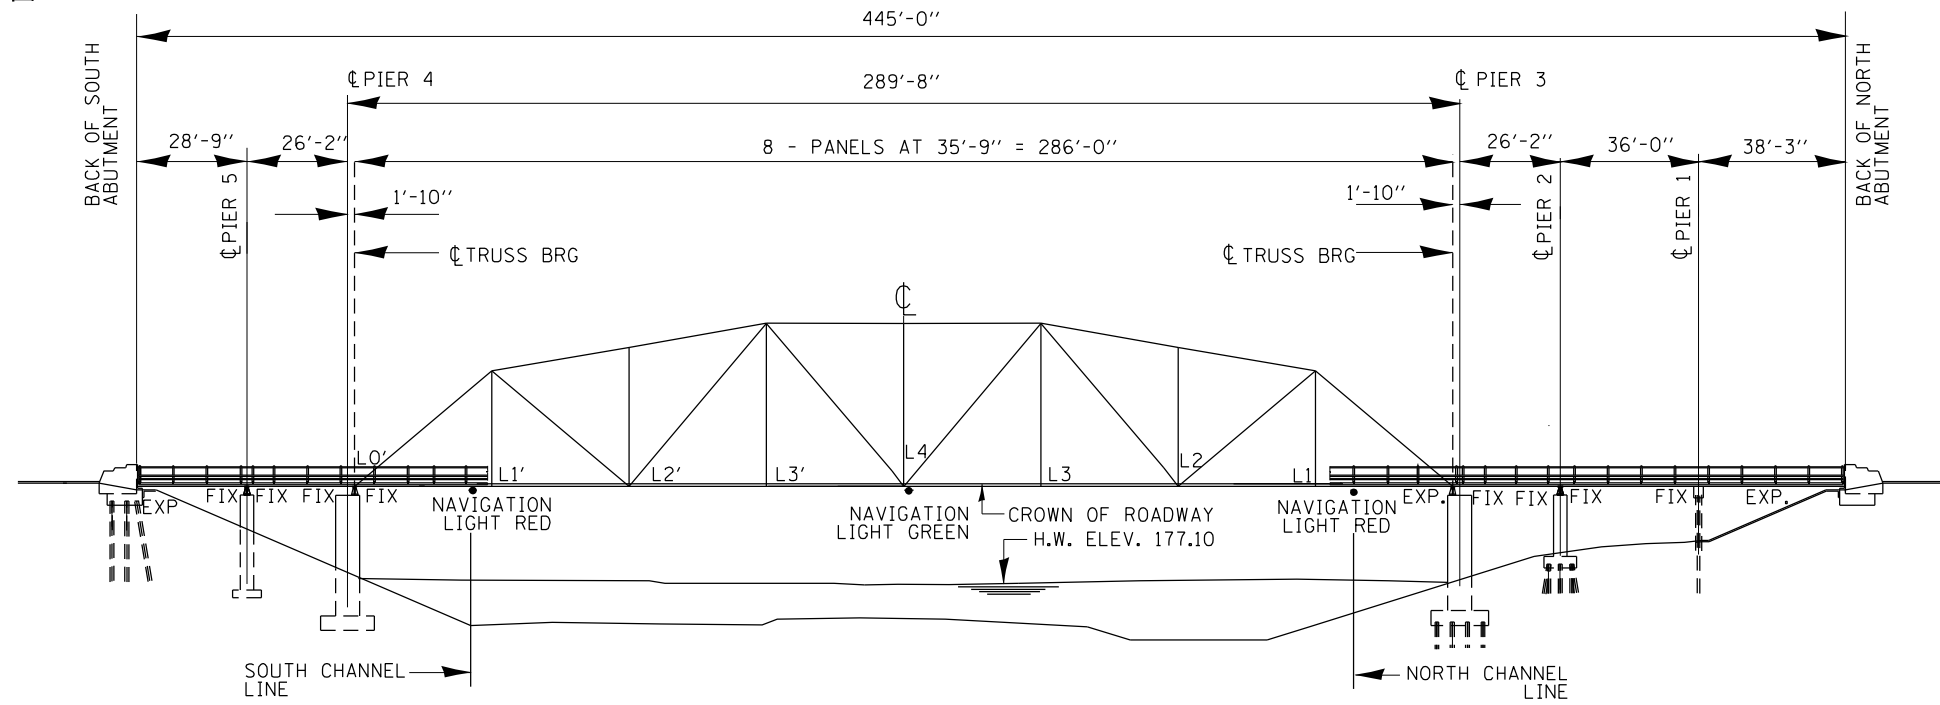 445'-0"
℄ PIER 4
289'-8"
℄ PIER 3
BACK OF SOUTH
ABUTMENT
28'-9"
26'-2"
8 - PANELS AT 35'-9" = 286'-0"
26'-2"
36'-0"
38'-3"
BACK OF NORTH
ABUTMENT
℄ PIER 5
1'-10"
1'-10"
℄ PIER 2
℄ PIER 1
℄ TRUSS BRG
℄ TRUSS BRG
℄
L0'
L1'
L2'
L3'
L4
L3
L2
L1
EXP
FIX
FIX
FIX
FIX
EXP.
FIX
FIX
FIX
FIX
EXP.
NAVIGATION
LIGHT RED
NAVIGATION
LIGHT GREEN
CROWN OF ROADWAY
H.W. ELEV. 177.10
NAVIGATION
LIGHT RED
SOUTH CHANNEL
LINE
NORTH CHANNEL
LINE